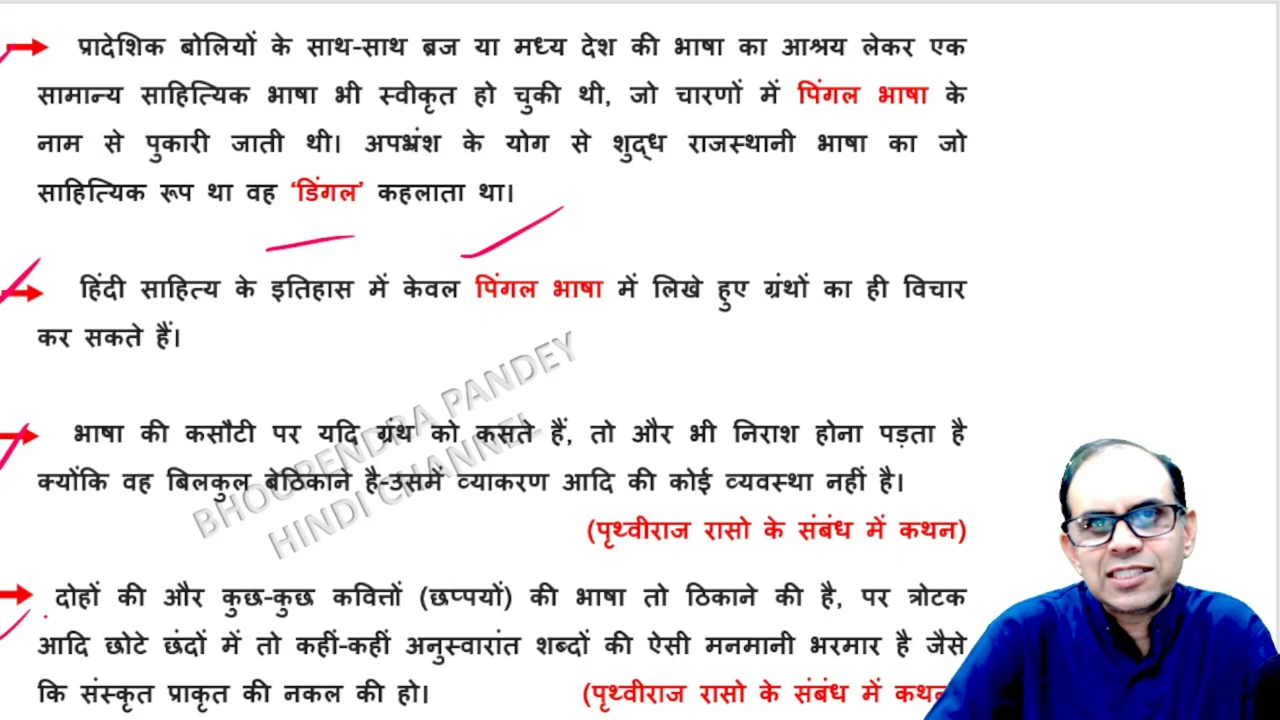 प्रादेशिक बोलियों के साथ-साथ ब्रज या मध्य देश की भाषा का आश्रय लेकर एक
सामान्य साहित्यिक भाषा भी स्वीकृत हो चुकी थी, जो चारणों में पिंगल भाषा के
नाम से पुकारी जाती थी। अपभ्रंश के योग से शुद्ध राजस्थानी भाषा का जो
साहित्यिक रूप था वह ‘डिंगल’ कहलाता था।
हिंदी साहित्य के इतिहास में केवल पिंगल भाषा में लिखे हुए ग्रंथों का ही विचार
कर सकते हैं।
भाषा की कसौटी पर यदि ग्रंथ को कसते हैं, तो और भी निराश होना पड़ता है
क्योंकि वह बिलकुल बेठिकाने है-उसमें व्याकरण आदि की कोई व्यवस्था नहीं है।
(पृथ्वीराज रासो के संबंध में कथन)
दोहों की और कुछ-कुछ कवित्तों (छप्पयों) की भाषा तो ठिकाने की है, पर त्रोटक
आदि छोटे छंदों में तो कहीं-कहीं अनुस्वारांत शब्दों की ऐसी मनमानी भरमार है जैसे
कि संस्कृत प्राकृत की नकल की हो।
(पृथ्वीराज रासो के संबंध में कथन
BHOOPENDRA PANDEY
HINDI CHANNEL